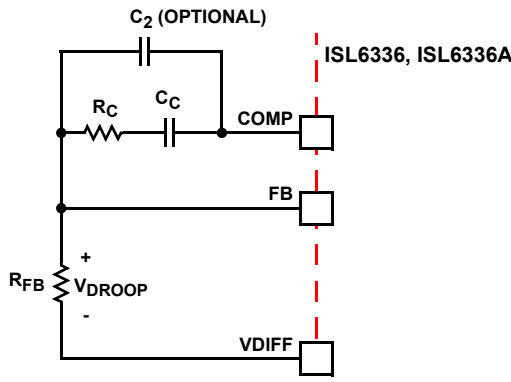 C2 (OPTIONAL)
ISL6336, ISL6336A
RC
CC
COMP
FB
+
RFB
VDROOP
-
VDIFF